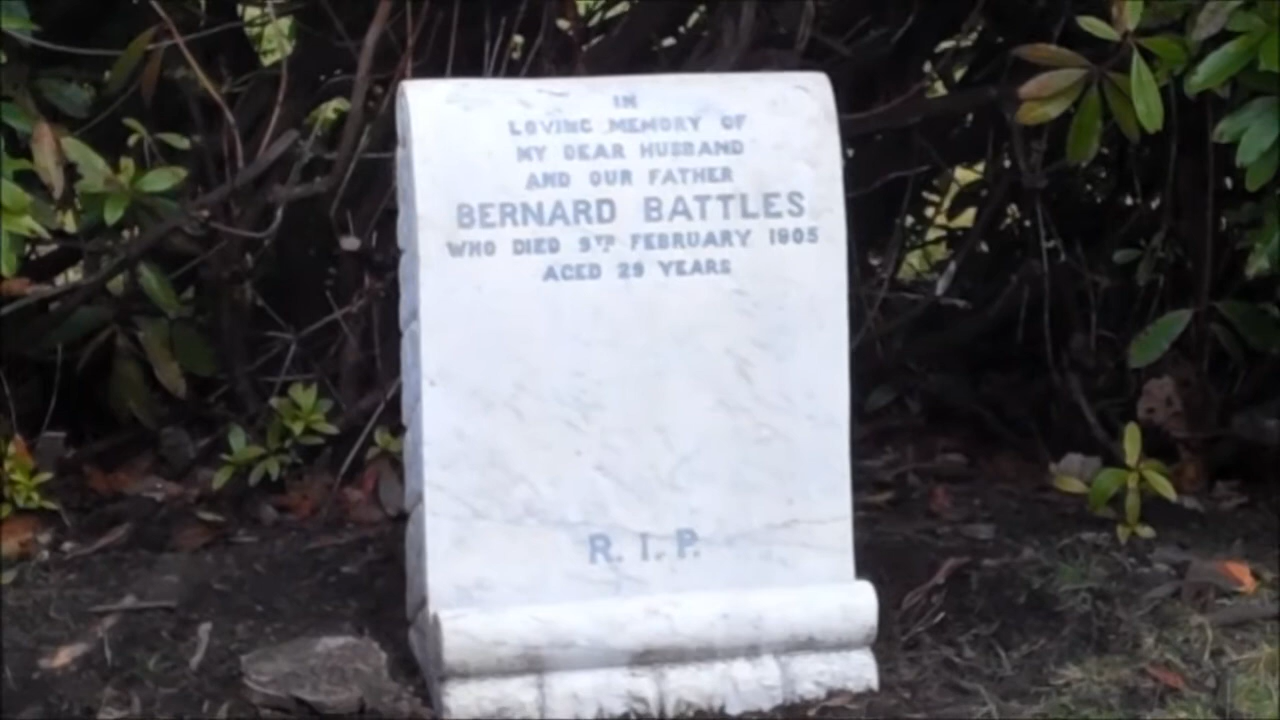 IN
LOVING MEMORY OF
MY DEAR HUSBAND
AND OUR FATHER
BERNARD BATTLES
WHO DIED 9TH FEBRUARY 1905
AGED 29 YEARS
R. I. P.